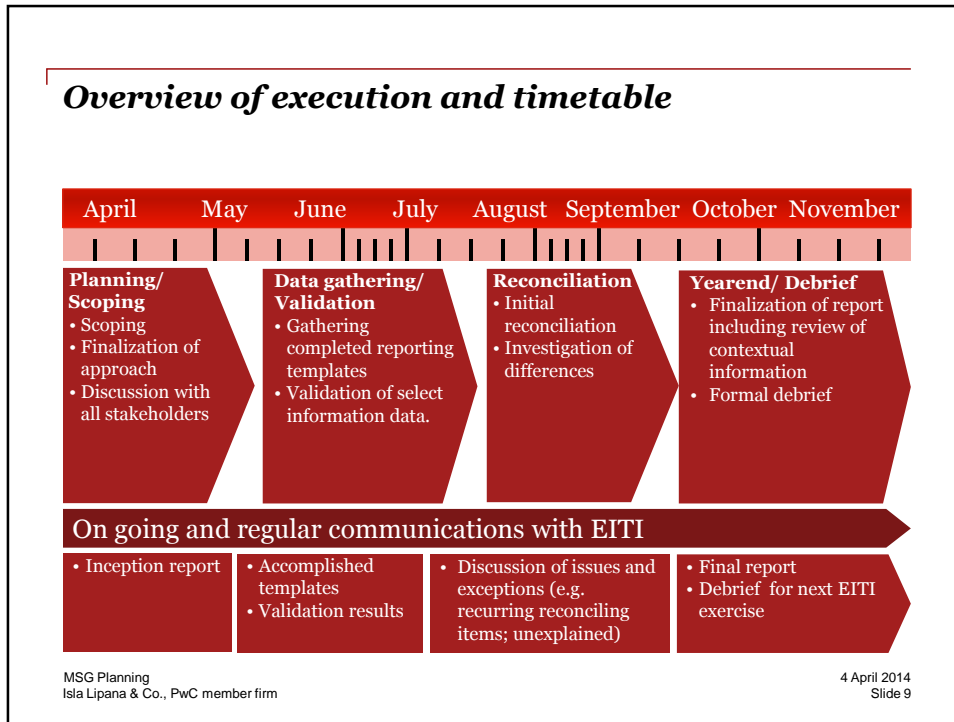 Overview of execution and timetable
April May June July August September October November
Planning/
Scoping
• Scoping
• Finalization of
approach
• Discussion with
all stakeholders
Data gathering/
Validation
• Gathering
completed reporting
templates
• Validation of select
information data.
Reconciliation
• Initial
reconciliation
• Investigation of
differences
Yearend/ Debrief
• Finalization of report
including review of
contextual
information
• Formal debrief
On going and regular communications with EITI
• Inception report
• Accomplished
templates
• Validation results
• Discussion of issues and
exceptions (e.g.
recurring reconciling
items; unexplained)
• Final report
• Debrief for next EITI
exercise
MSG Planning
Isla Lipana & Co., PwC member firm
4 April 2014
Slide 9